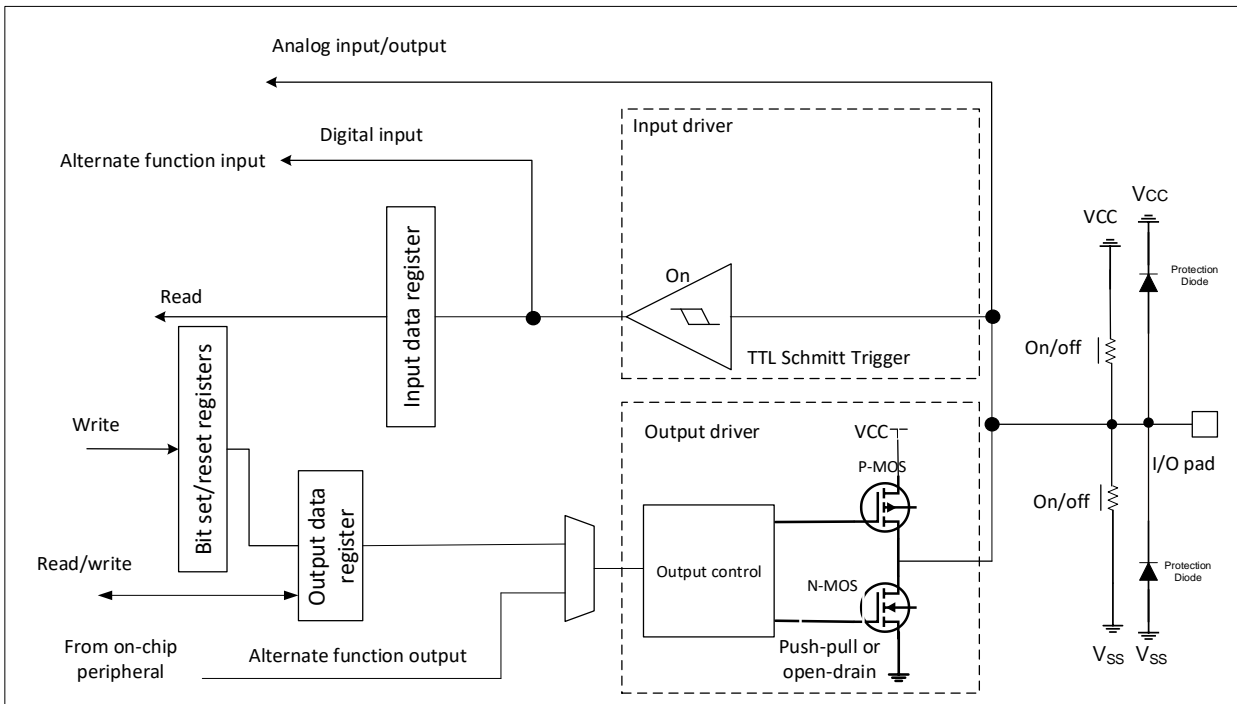 Analog input/output
Input driver
Digital input
Alternate function input
VCC
VCC
Protection
Diode
On
Input data register
Read
TTL Schmitt Trigger
On/off
Bit set/reset registers
Write
Output driver
VCC
P-MOS
I/O pad
On/off
Output data
register
Read/write
Output control
N-MOS
Protection
Diode
From on-chip
peripheral
Alternate function output
Push-pull or
open-drain
VSS
VSS